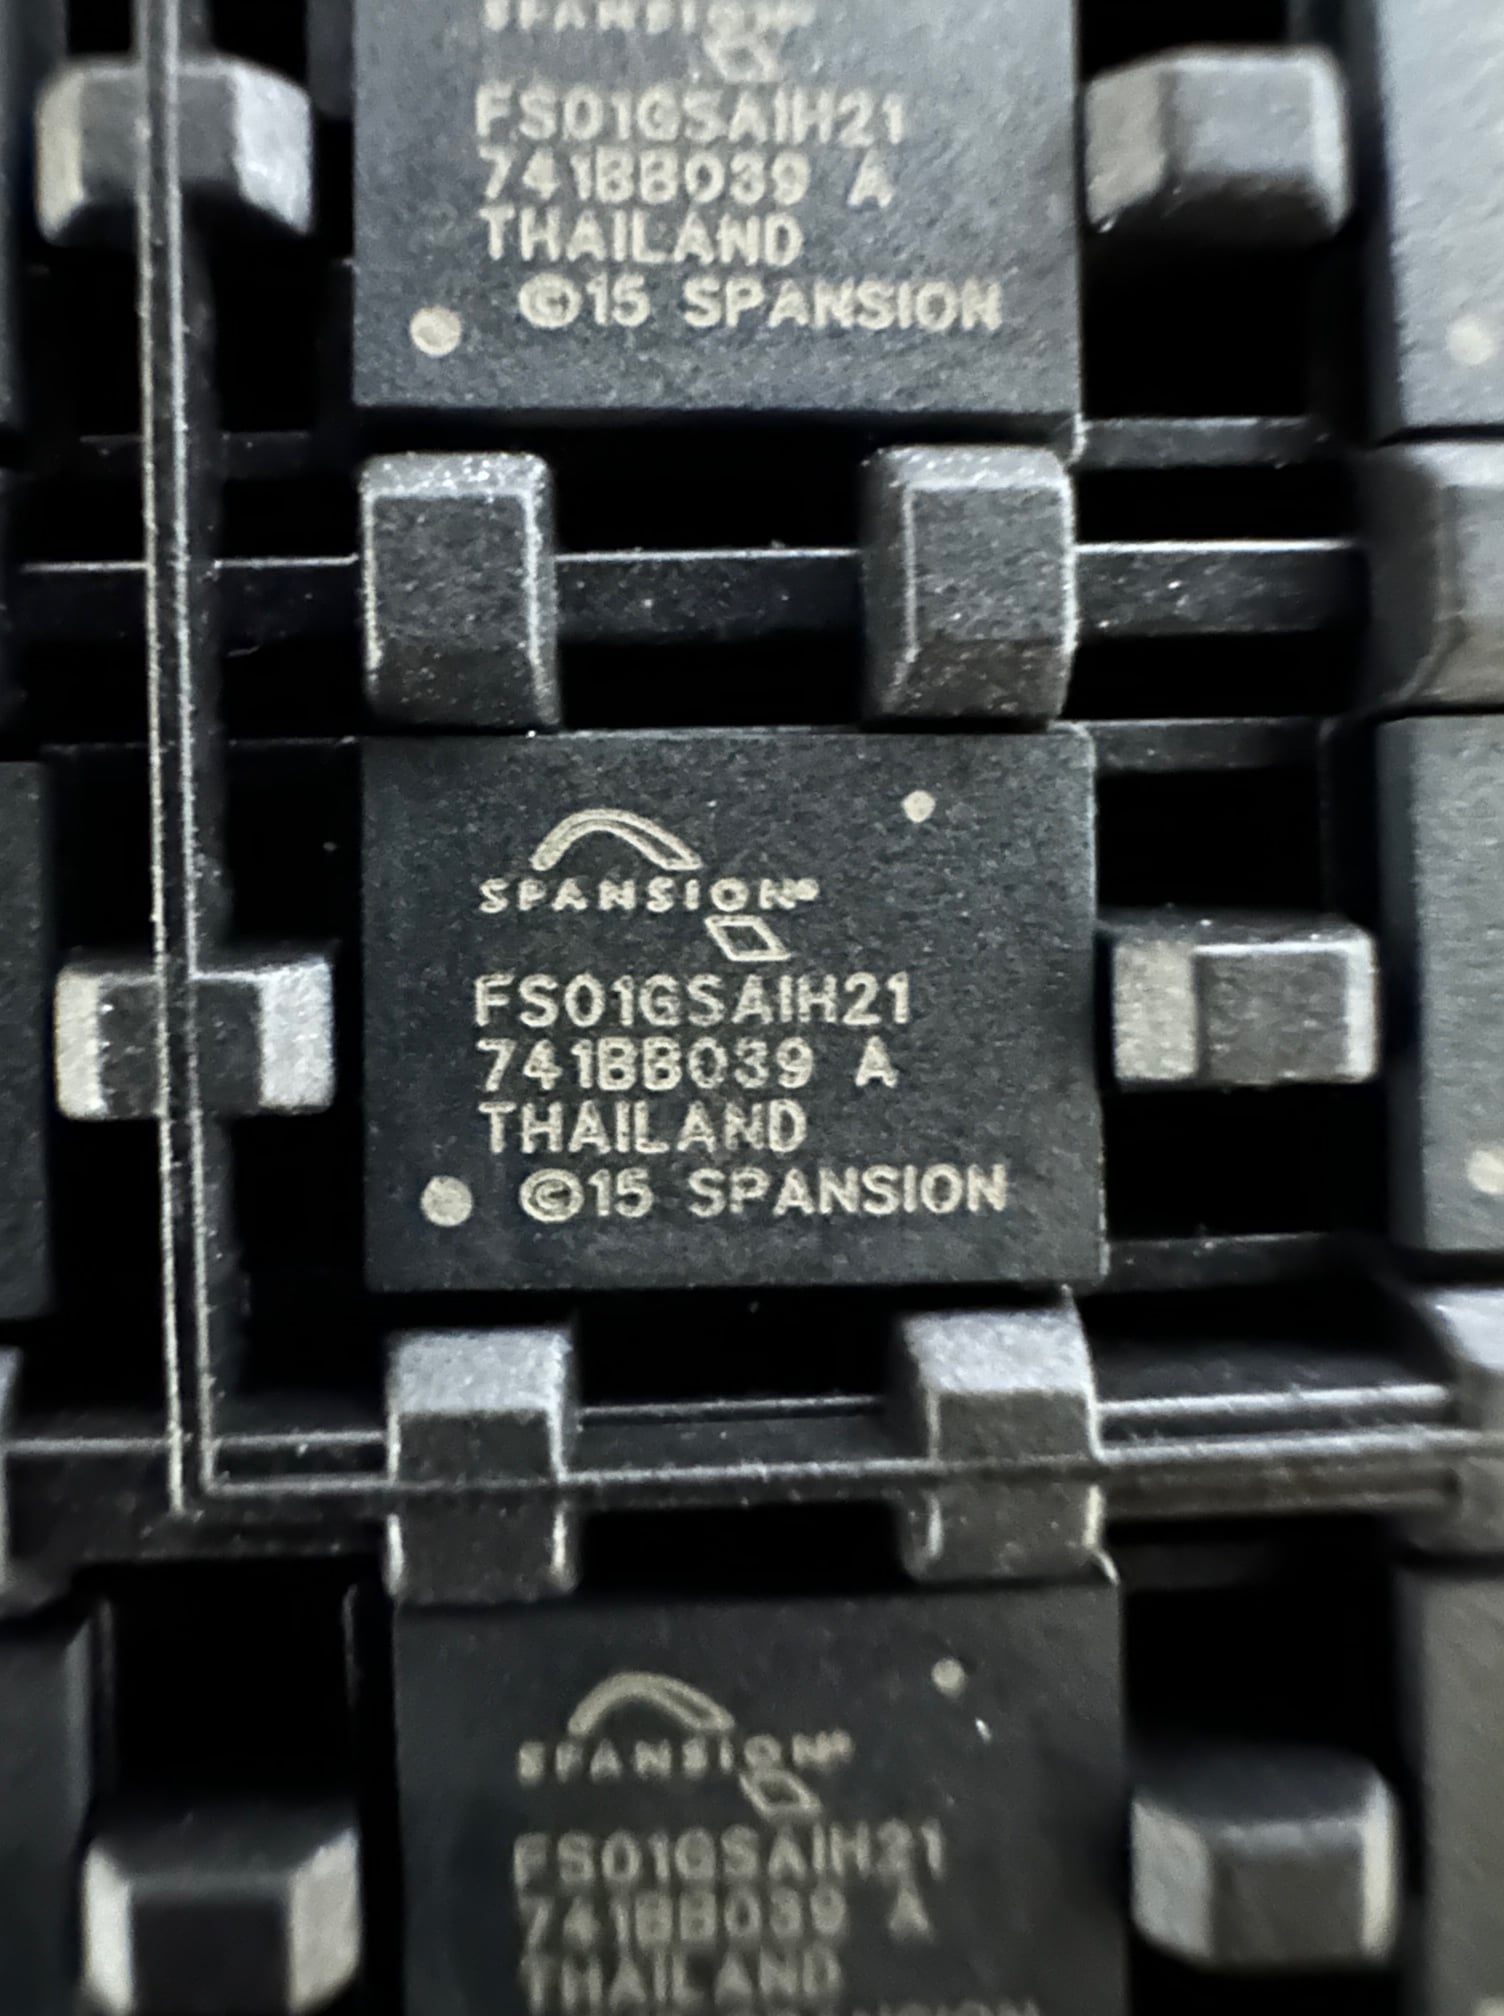 SPANSION®
FS01GSAIH21
741BB039 A
THAILAND
©15 SPANSION
SPANSION®
FS01GSAIH21
741BB039 A
THAILAND
©15 SPANSION
SPANSION®
FS01GSAIH21
741BB039 A
THAILAND